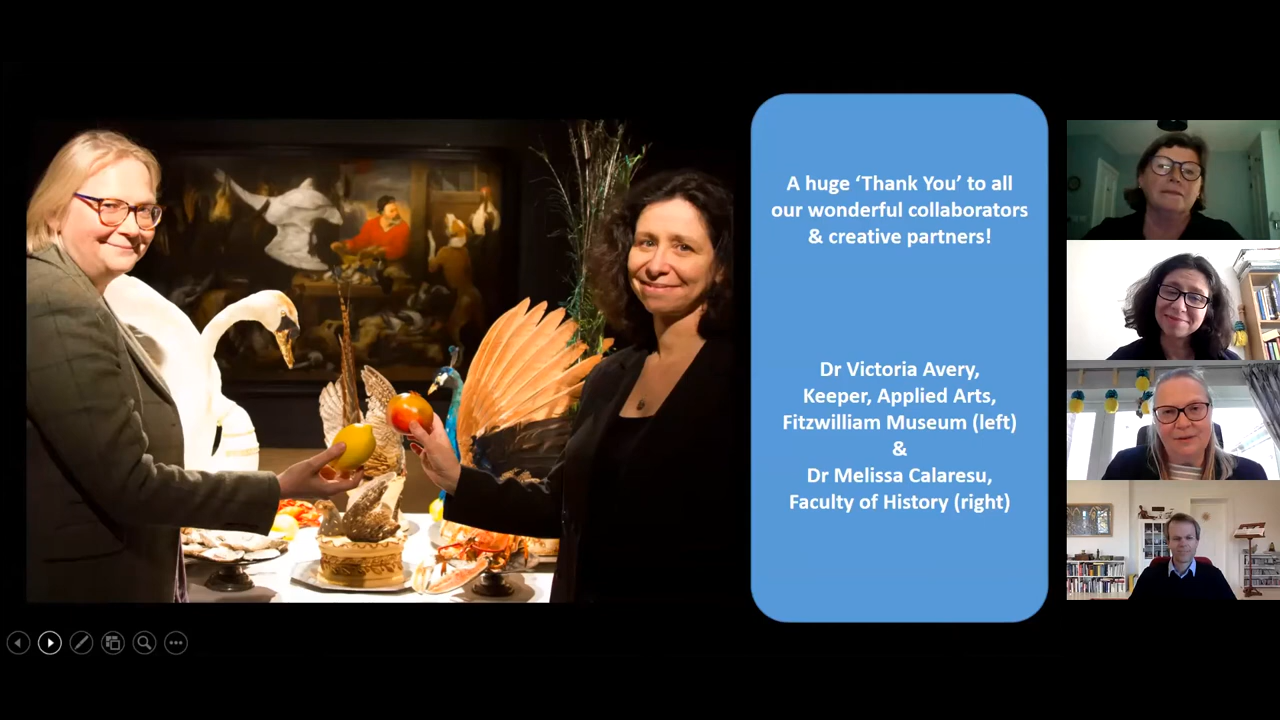 A huge ‘Thank You’ to all
our wonderful collaborators
& creative partners!
Dr Victoria Avery,
Keeper, Applied Arts,
Fitzwilliam Museum (left)
&
Dr Melissa Calaresu,
Faculty of History (right)